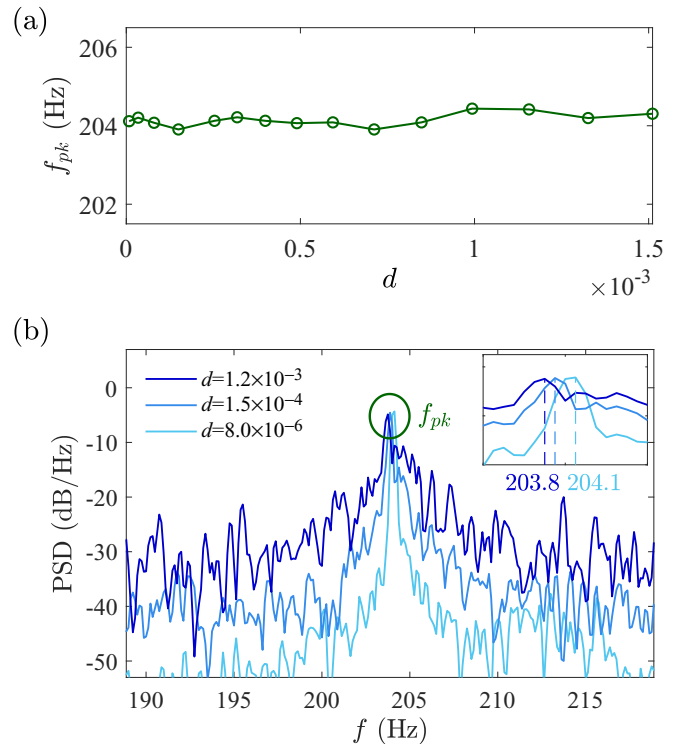 (a)
206
204
202
f_pk (Hz)
0
0.5
1
1.5
×10⁻³
d
(b)
0
-10
-20
-30
-40
-50
PSD (dB/Hz)
d=1.2×10⁻³
d=1.5×10⁻⁴
d=8.0×10⁻⁶
f_pk
203.8
204.1
190
195
200
205
210
215
f (Hz)